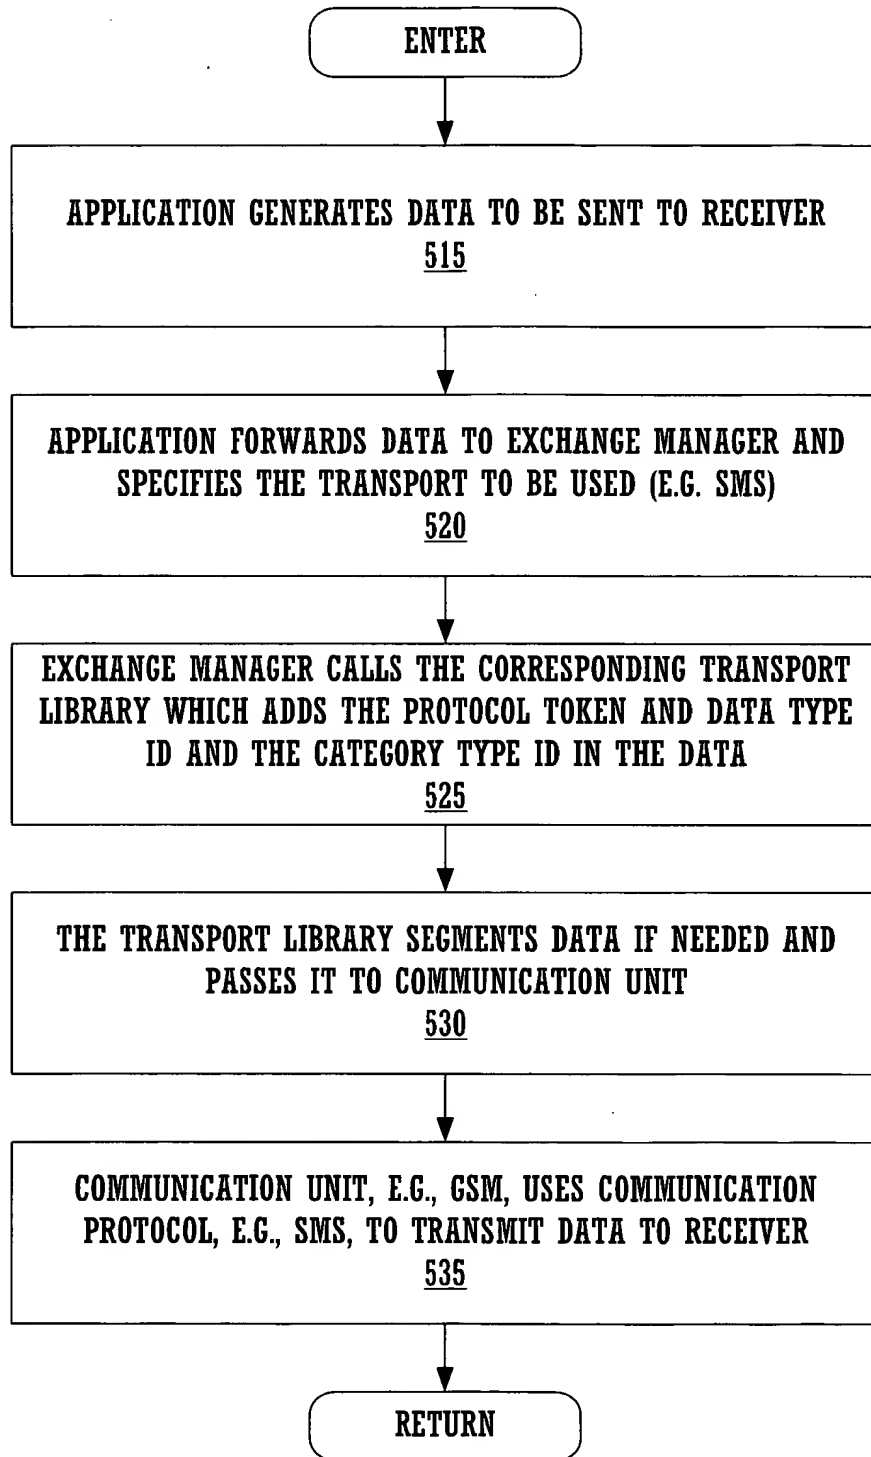 ENTER
APPLICATION GENERATES DATA TO BE SENT TO RECEIVER
515
APPLICATION FORWARDS DATA TO EXCHANGE MANAGER AND
SPECIFIES THE TRANSPORT TO BE USED (E.G. SMS)
520
EXCHANGE MANAGER CALLS THE CORRESPONDING TRANSPORT
LIBRARY WHICH ADDS THE PROTOCOL TOKEN AND DATA TYPE
ID AND THE CATEGORY TYPE ID IN THE DATA
525
THE TRANSPORT LIBRARY SEGMENTS DATA IF NEEDED AND
PASSES IT TO COMMUNICATION UNIT
530
COMMUNICATION UNIT, E.G., GSM, USES COMMUNICATION
PROTOCOL, E.G., SMS, TO TRANSMIT DATA TO RECEIVER
535
RETURN